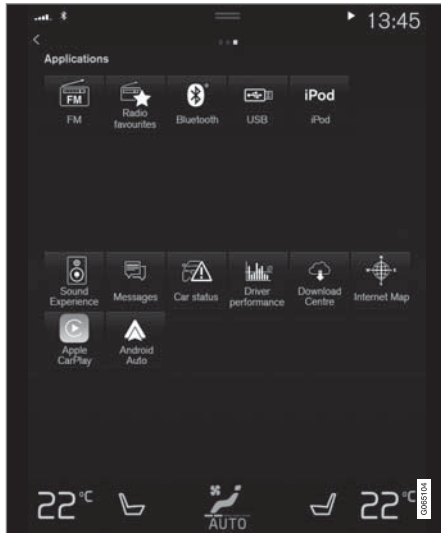 13:45
Applications
FM
iPod
FM
Radio
favourites
Bluetooth
USB
iPod
Sound
Experience
Messages
Car status
Driver
performance
Download
Centre
Internet Map
Apple
CarPlay
Android
Auto
22°C
AUTO
22°C
G065104